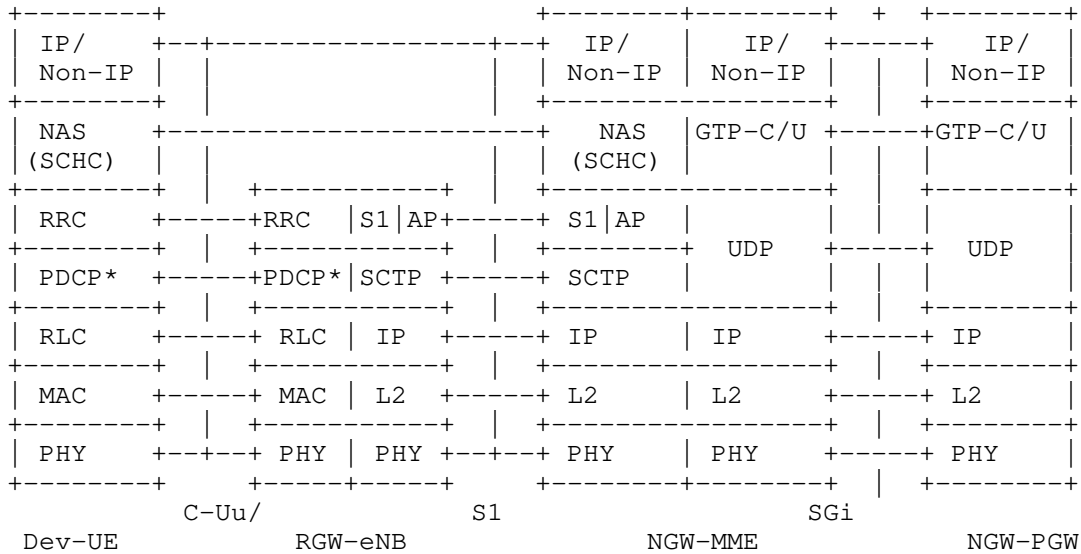 +--------+                       +--------+--------+  +  +--------+
| IP/    +--+-----------------+--+  IP/   |   IP/  +-----+   IP/  |
| Non-IP |  |                 |  | Non-IP | Non-IP |  |  | Non-IP |
+--------+  |                 |  +-----------------+  |  +--------+
| NAS    +-----------------------+   NAS  |GTP-C/U +-----+GTP-C/U |
|(SCHC)  |  |                 |  | (SCHC) |        |  |  |        |
+--------+  |  +-----------+  |  +-----------------+  |  +--------+
| RRC    +-----+RRC  |S1|AP+-----+ S1|AP  |        |  |  |        |
+--------+  |  +-----------+  |  +--------+  UDP   +-----+  UDP   |
| PDCP*  +-----+PDCP*|SCTP +-----+ SCTP   |        |  |  |        |
+--------+  |  +-----------+  |  +-----------------+  |  +--------+
| RLC    +-----+ RLC | IP  +-----+ IP     | IP     +-----+ IP     |
+--------+  |  +-----------+  |  +-----------------+  |  +--------+
| MAC    +-----+ MAC | L2  +-----+ L2     | L2     +-----+ L2     |
+--------+  |  +-----------+  |  +-----------------+  |  +--------+
| PHY    +--+--+ PHY | PHY +--+--+ PHY    | PHY    +-----+ PHY    |
+--------+     +-----+-----+     +--------+--------+  |  +--------+
           C-Uu/              S1                  SGi
 Dev-UE           RGW-eNB               NGW-MME             NGW-PGW